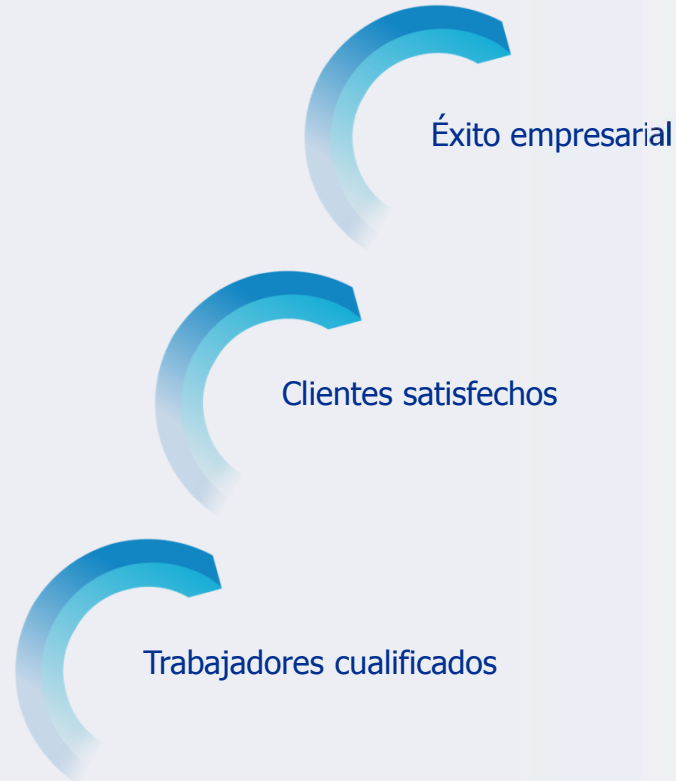 Éxito empresarial
Clientes satisfechos
Trabajadores cualificados